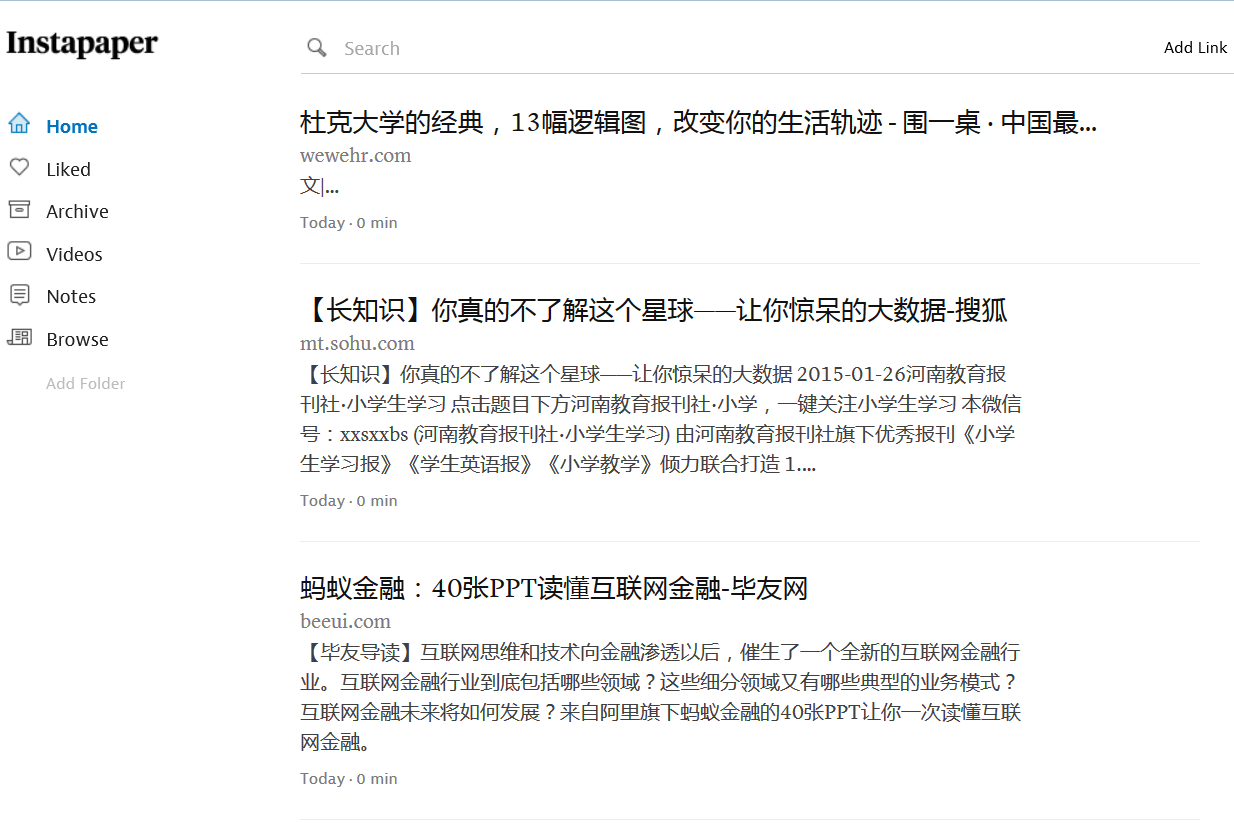 Instapaper
Search
Add Link
Home
Liked
Archive
Videos
Notes
Browse
Add Folder
杜克大学的经典，13幅逻辑图，改变你的生活轨迹 - 围一桌 · 中国最...
wewehr.com
文|...
Today · 0 min
【长知识】你真的不了解这个星球——让你惊呆的大数据-搜狐
mt.sohu.com
【长知识】你真的不了解这个星球——让你惊呆的大数据 2015-01-26河南教育报
刊社·小学生学习 点击题目下方河南教育报刊社·小学，一键关注小学生学习 本微信
号：xxsxxbs (河南教育报刊社·小学生学习) 由河南教育报刊社旗下优秀报刊《小学
生学习报》《学生英语报》《小学教学》倾力联合打造 1....
Today · 0 min
蚂蚁金融：40张PPT读懂互联网金融-毕友网
beeui.com
【毕友导读】互联网思维和技术向金融渗透以后，催生了一个全新的互联网金融行
业。互联网金融行业到底包括哪些领域？这些细分领域又有哪些典型的业务模式？
互联网金融未来将如何发展？来自阿里旗下蚂蚁金融的40张PPT让你一次读懂互联
网金融。
Today · 0 min